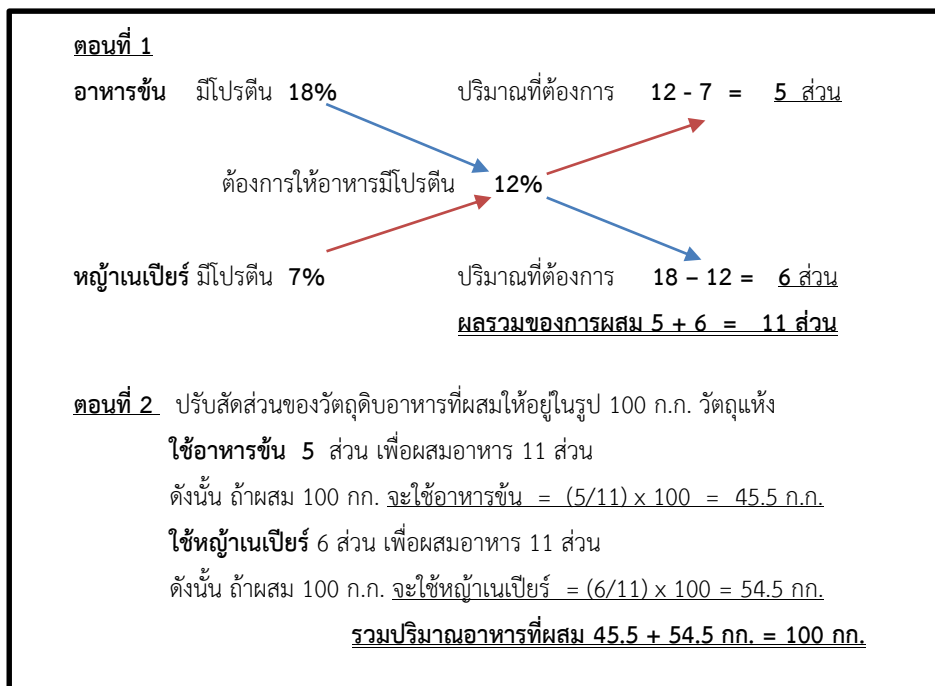 ตอนที่ 1
อาหารข้น มีโปรตีน 18% ปริมาณที่ต้องการ 12 - 7 = 5 ส่วน
ต้องการให้อาหารมีโปรตีน 12%
หญ้าเนเปียร์ มีโปรตีน 7% ปริมาณที่ต้องการ 18 – 12 = 6 ส่วน
ผลรวมของการผสม 5 + 6 = 11 ส่วน
ตอนที่ 2 ปรับสัดส่วนของวัตถุดิบอาหารที่ผสมให้อยู่ในรูป 100 ก.ก. วัตถุแห้ง
ใช้อาหารข้น 5 ส่วน เพื่อผสมอาหาร 11 ส่วน
ดังนั้น ถ้าผสม 100 กก. จะใช้อาหารข้น = (5/11) x 100 = 45.5 ก.ก.
ใช้หญ้าเนเปียร์ 6 ส่วน เพื่อผสมอาหาร 11 ส่วน
ดังนั้น ถ้าผสม 100 ก.ก. จะใช้หญ้าเนเปียร์ = (6/11) x 100 = 54.5 กก.
รวมปริมาณอาหารที่ผสม 45.5 + 54.5 กก. = 100 กก.